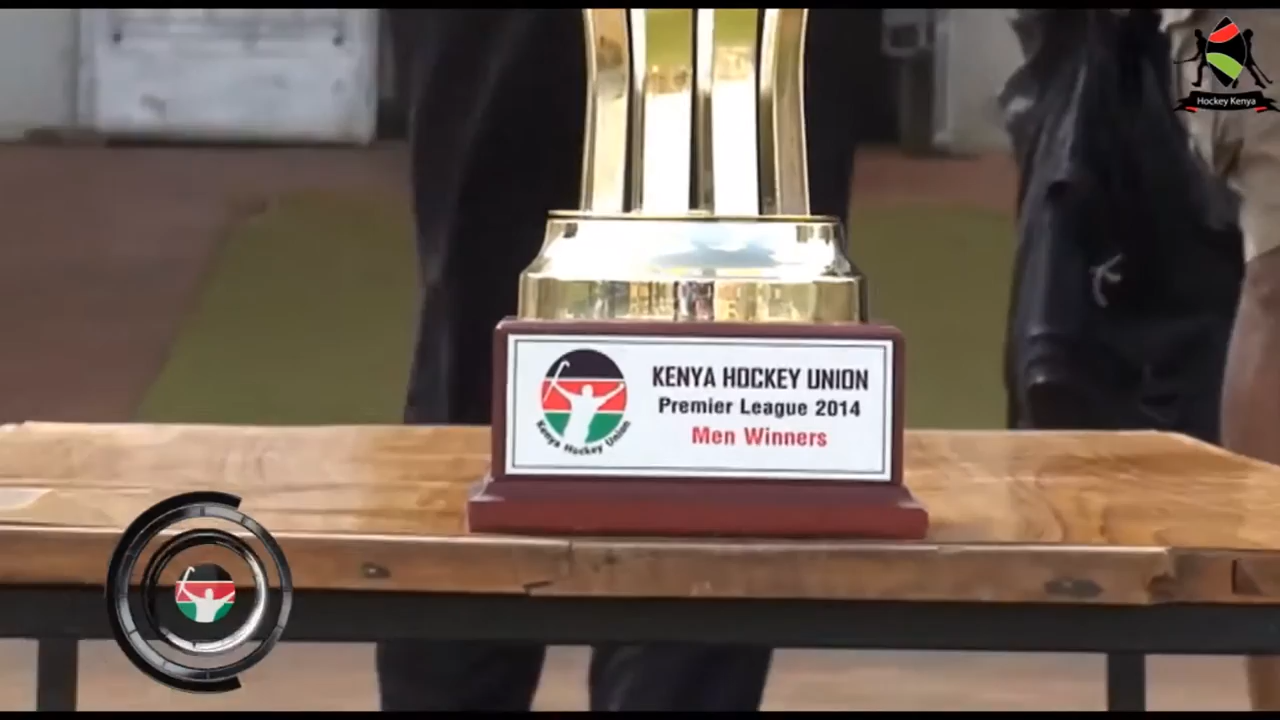 Hockey Kenya
KENYA HOCKEY UNION
Premier League 2014
Men Winners
Kenya Hockey Union